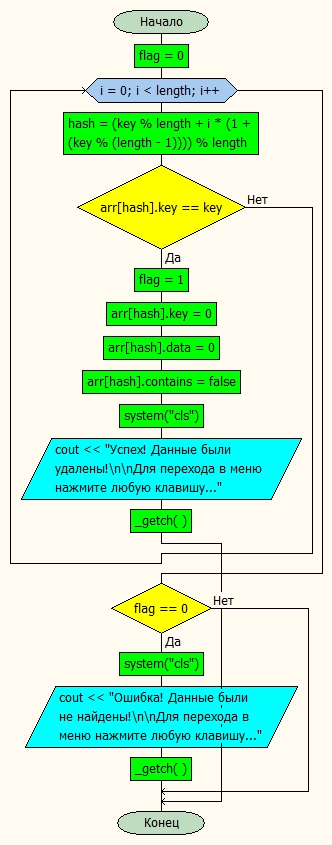 Начало
flag = 0
i = 0; i < length; i++
hash = (key % length + i * (1 +
(key % (length - 1)))) % length
arr[hash].key == key
Нет
Да
flag = 1
arr[hash].key = 0
arr[hash].data = 0
arr[hash].contains = false
system("cls")
cout << "Успех! Данные были
удалены!\n\nДля перехода в меню
нажмите любую клавишу..."
_getch( )
flag == 0
Нет
Да
system("cls")
cout << "Ошибка! Данные были
не найдены!\n\nДля перехода в
меню нажмите любую клавишу..."
_getch( )
Конец